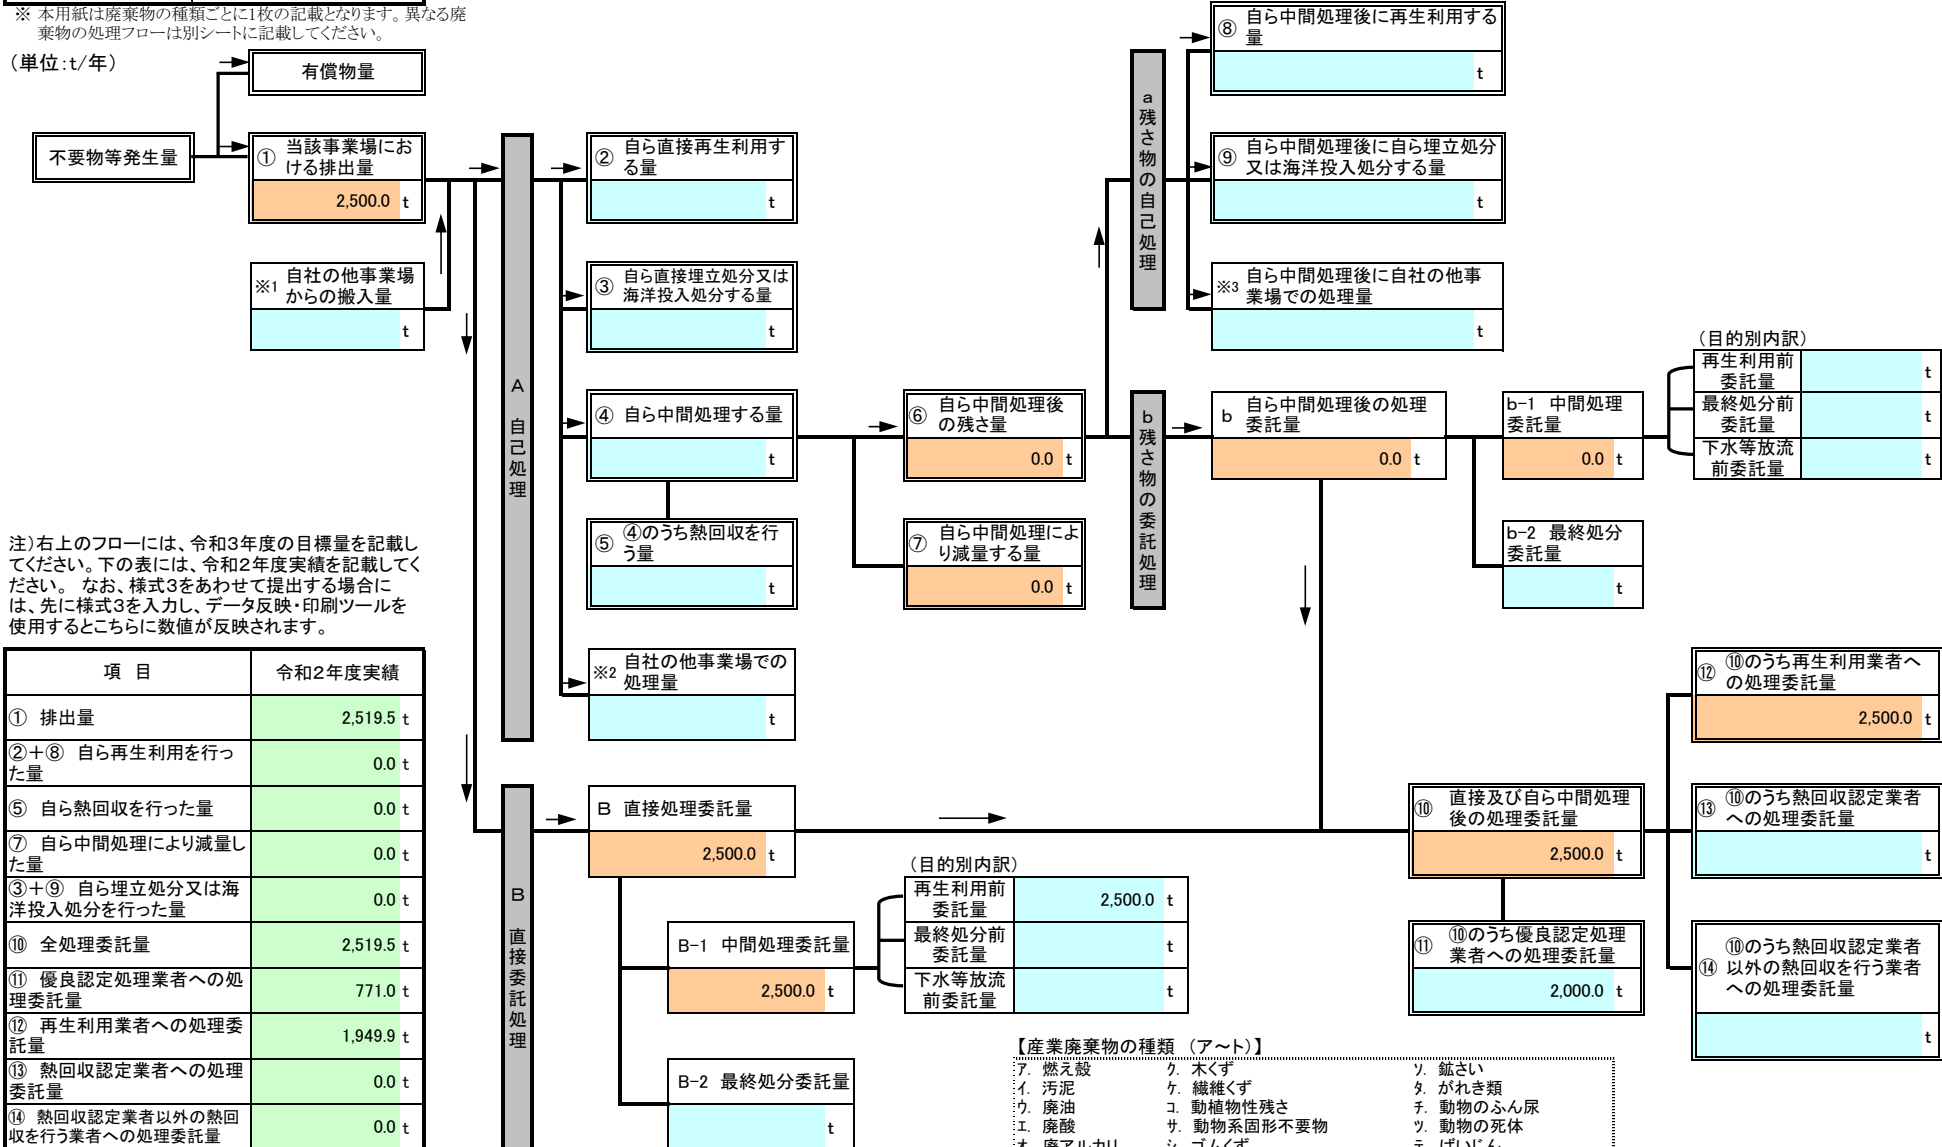 ※ 本用紙は廃棄物の種類ごとに1枚の記載となります。異なる廃
棄物の処理フローは別シートに記載してください。
(単位:t/年)
有償物量
不要物等発生量
① 当該事業場にお
ける排出量
2,500.0 t
※1 自社の他事業場
からの搬入量
t
A 自己処理
② 自ら直接再生利用す
る量
t
③ 自ら直接埋立処分又は
海洋投入処分する量
t
④ 自ら中間処理する量
t
⑤ ④のうち熱回収を行
う量
t
※2 自社の他事業場での
処理量
t
⑥ 自ら中間処理後
の残さ量
0.0 t
⑦ 自ら中間処理によ
り減量する量
0.0 t
a 残さ物の自己処理
⑧ 自ら中間処理後に再生利用する
量
t
⑨ 自ら中間処理後に自ら埋立処分
又は海洋投入処分する量
t
※3 自ら中間処理後に自社の他事
業場での処理量
t
b 残さ物の委託処理
b 自ら中間処理後の処理
委託量
0.0 t
b-1 中間処理
委託量
0.0 t
(目的別内訳)
再生利用前
委託量
t
最終処分前
委託量
t
下水等放流
前委託量
t
b-2 最終処分
委託量
t
注)右上のフローには、令和3年度の目標量を記載し
てください。下の表には、令和2年度実績を記載してく
ださい。 なお、様式3をあわせて提出する場合に
は、先に様式3を入力し、データ反映・印刷ツールを
使用するとこちらに数値が反映されます。
項 目 令和2年度実績
① 排出量 2,519.5 t
②+⑧ 自ら再生利用を行っ
た量 0.0 t
⑤ 自ら熱回収を行った量 0.0 t
⑦ 自ら中間処理により減量し
た量 0.0 t
③+⑨ 自ら埋立処分又は海
洋投入処分を行った量 0.0 t
⑩ 全処理委託量 2,519.5 t
⑪ 優良認定処理業者への処
理委託量 771.0 t
⑫ 再生利用業者への処理委
託量 1,949.9 t
⑬ 熱回収認定業者への処理
委託量 0.0 t
⑭ 熱回収認定業者以外の熱回
収を行う業者への処理委託量 0.0 t
B 直接委託処理
B 直接処理委託量
2,500.0 t
B-1 中間処理委託量
2,500.0 t
(目的別内訳)
再生利用前
委託量
2,500.0 t
最終処分前
委託量
t
下水等放流
前委託量
t
B-2 最終処分委託量
t
⑩ 直接及び自ら中間処理
後の処理委託量
2,500.0 t
⑪ ⑩のうち優良認定処理
業者への処理委託量
2,000.0 t
⑫ ⑩のうち再生利用業者へ
の処理委託量
2,500.0 t
⑬ ⑩のうち熱回収認定業者
への処理委託量
t
⑭ ⑩のうち熱回収認定業者
以外の熱回収を行う業者
への処理委託量
t
【産業廃棄物の種類 (ア～ト)】
ア. 燃え殻 ク. 木くず ソ. 鉱さい
イ. 汚泥 ケ. 繊維くず タ. がれき類
ウ. 廃油 コ. 動植物性残さ チ. 動物のふん尿
エ. 廃酸 サ. 動物系固形不要物 ツ. 動物の死体
オ. 廃アルカリ シ. ゴムくず テ. ばいじん